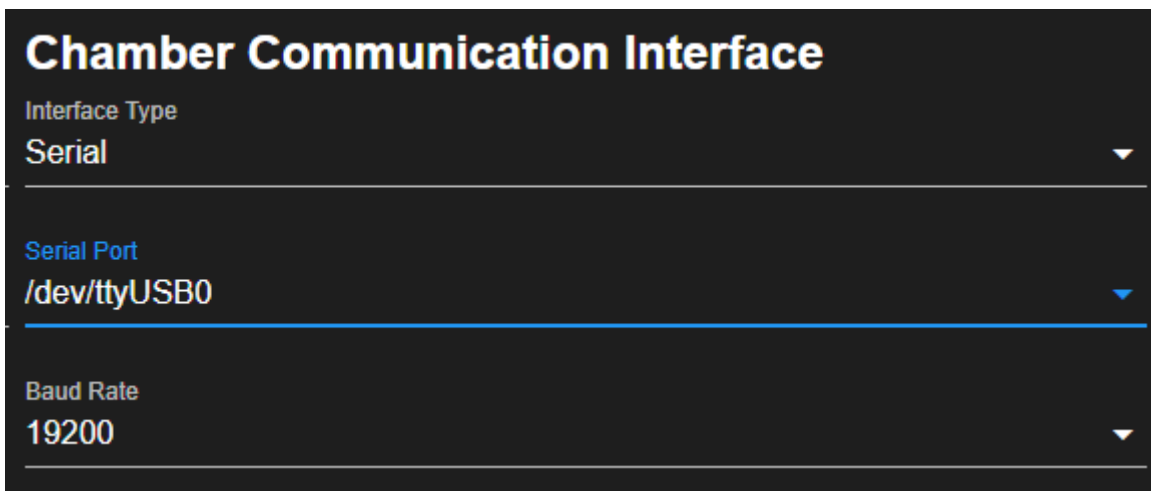 Chamber Communication Interface
Interface Type
Serial
Serial Port
/dev/ttyUSB0
Baud Rate
19200